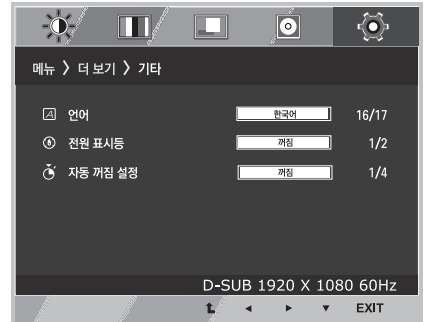 메뉴 > 더 보기 > 기타
언어 한국어 16/17
전원 표시등 꺼짐 1/2
자동 꺼짐 설정 꺼짐 1/4
D-SUB 1920 X 1080 60Hz
EXIT